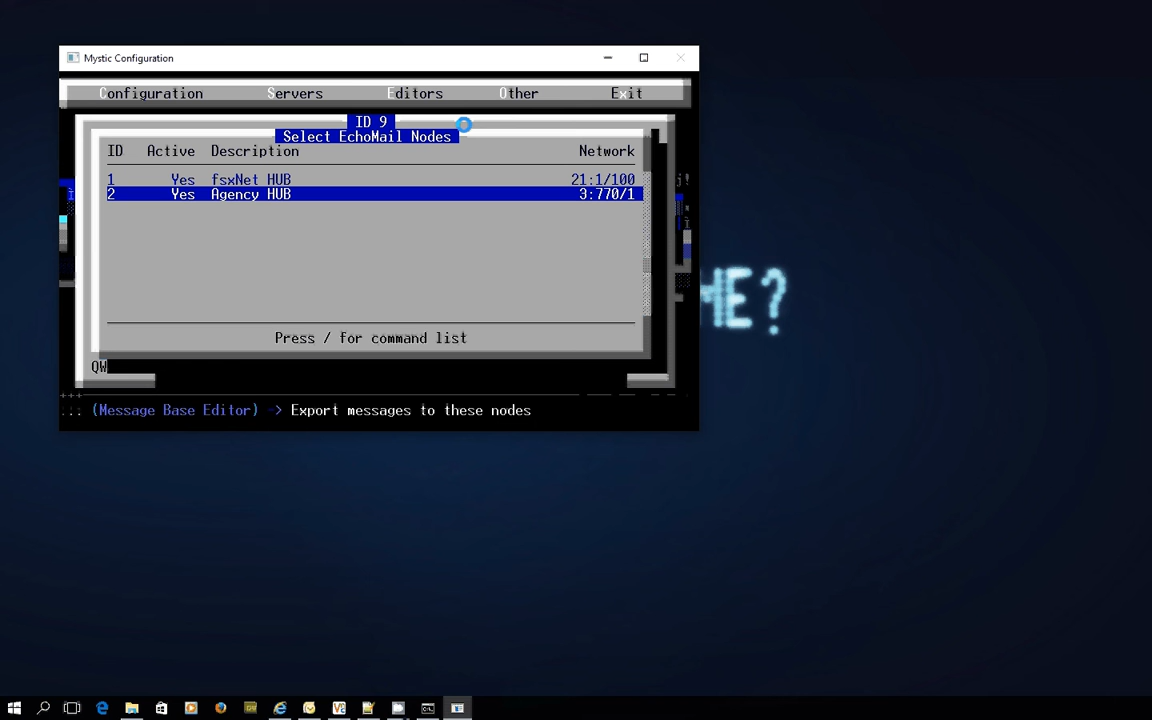 Mystic Configuration
Configuration Servers Editors Other Exit
ID 9
Select EchoMail Nodes
ID Active Description Network
1 Yes fsxNet HUB 21:1/100
2 Yes Agency HUB 3:770/1
Press / for command list
QW
+++
... (Message Base Editor) -> Export messages to these nodes
ME?